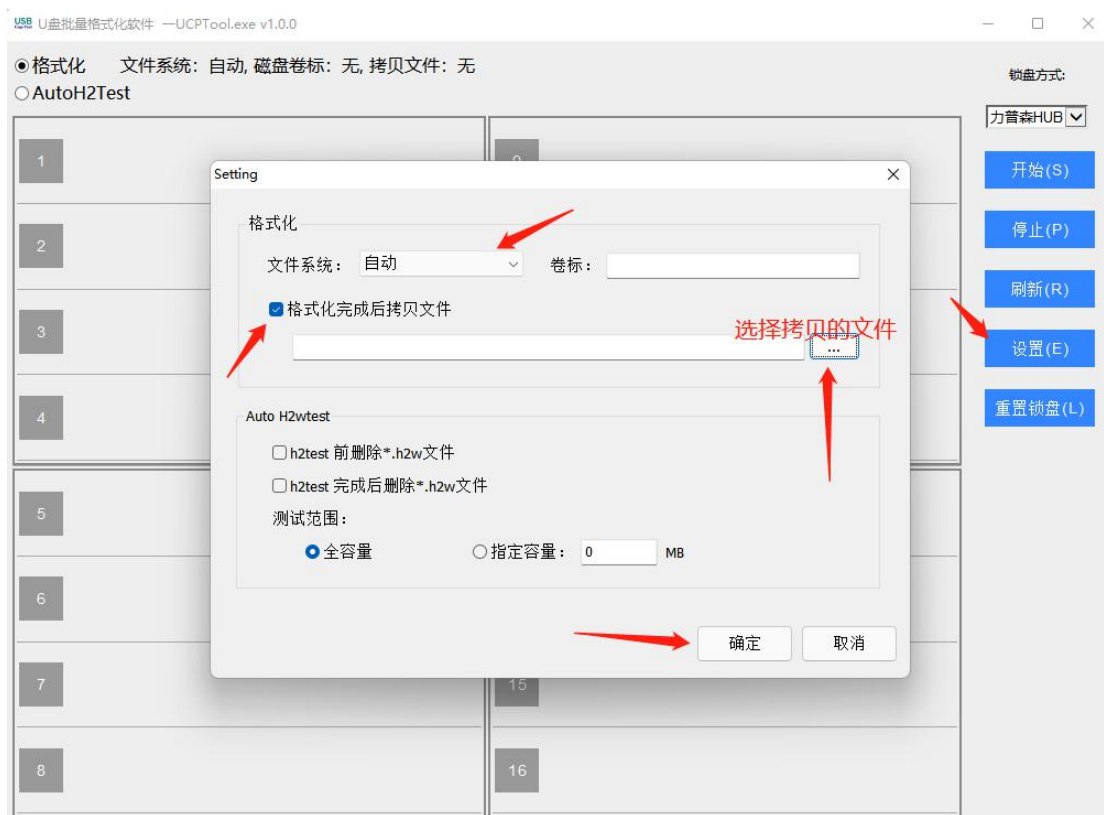 USB U盘批量格式化软件 —UCPTool.exe v1.0.0
格式化 文件系统：自动, 磁盘卷标：无, 拷贝文件：无
AutoH2Test
锁盘方式:
力普森HUB
1
2
3
4
5
6
7
8
9
15
16
开始(S)
停止(P)
刷新(R)
设置(E)
重置锁盘(L)
Setting
格式化
文件系统： 自动 卷标：
格式化完成后拷贝文件
选择拷贝的文件
...
Auto H2wtest
h2test 前删除*.h2w文件
h2test 完成后删除*.h2w文件
测试范围：
全容量 指定容量： 0 MB
确定 取消